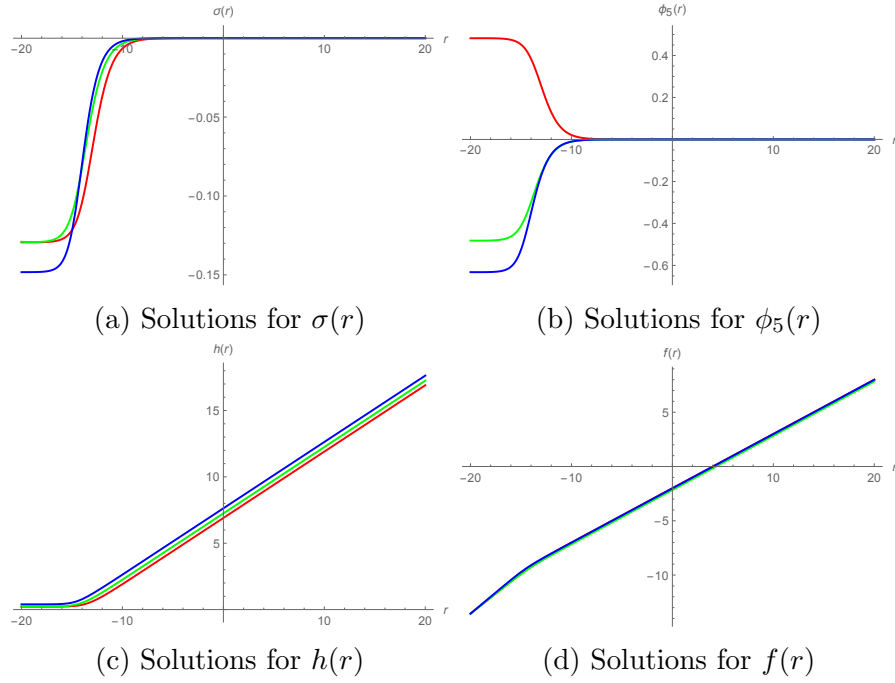 σ(r)
r
-20
-10
10
20
-0.05
-0.10
-0.15
(a) Solutions for σ(r)
ϕ₅(r)
r
0.4
0.2
-20
-10
10
20
-0.2
-0.4
-0.6
(b) Solutions for ϕ₅(r)
h(r)
15
10
5
-20
-10
10
20
r
(c) Solutions for h(r)
f(r)
5
-20
-10
10
20
r
-5
-10
(d) Solutions for f(r)